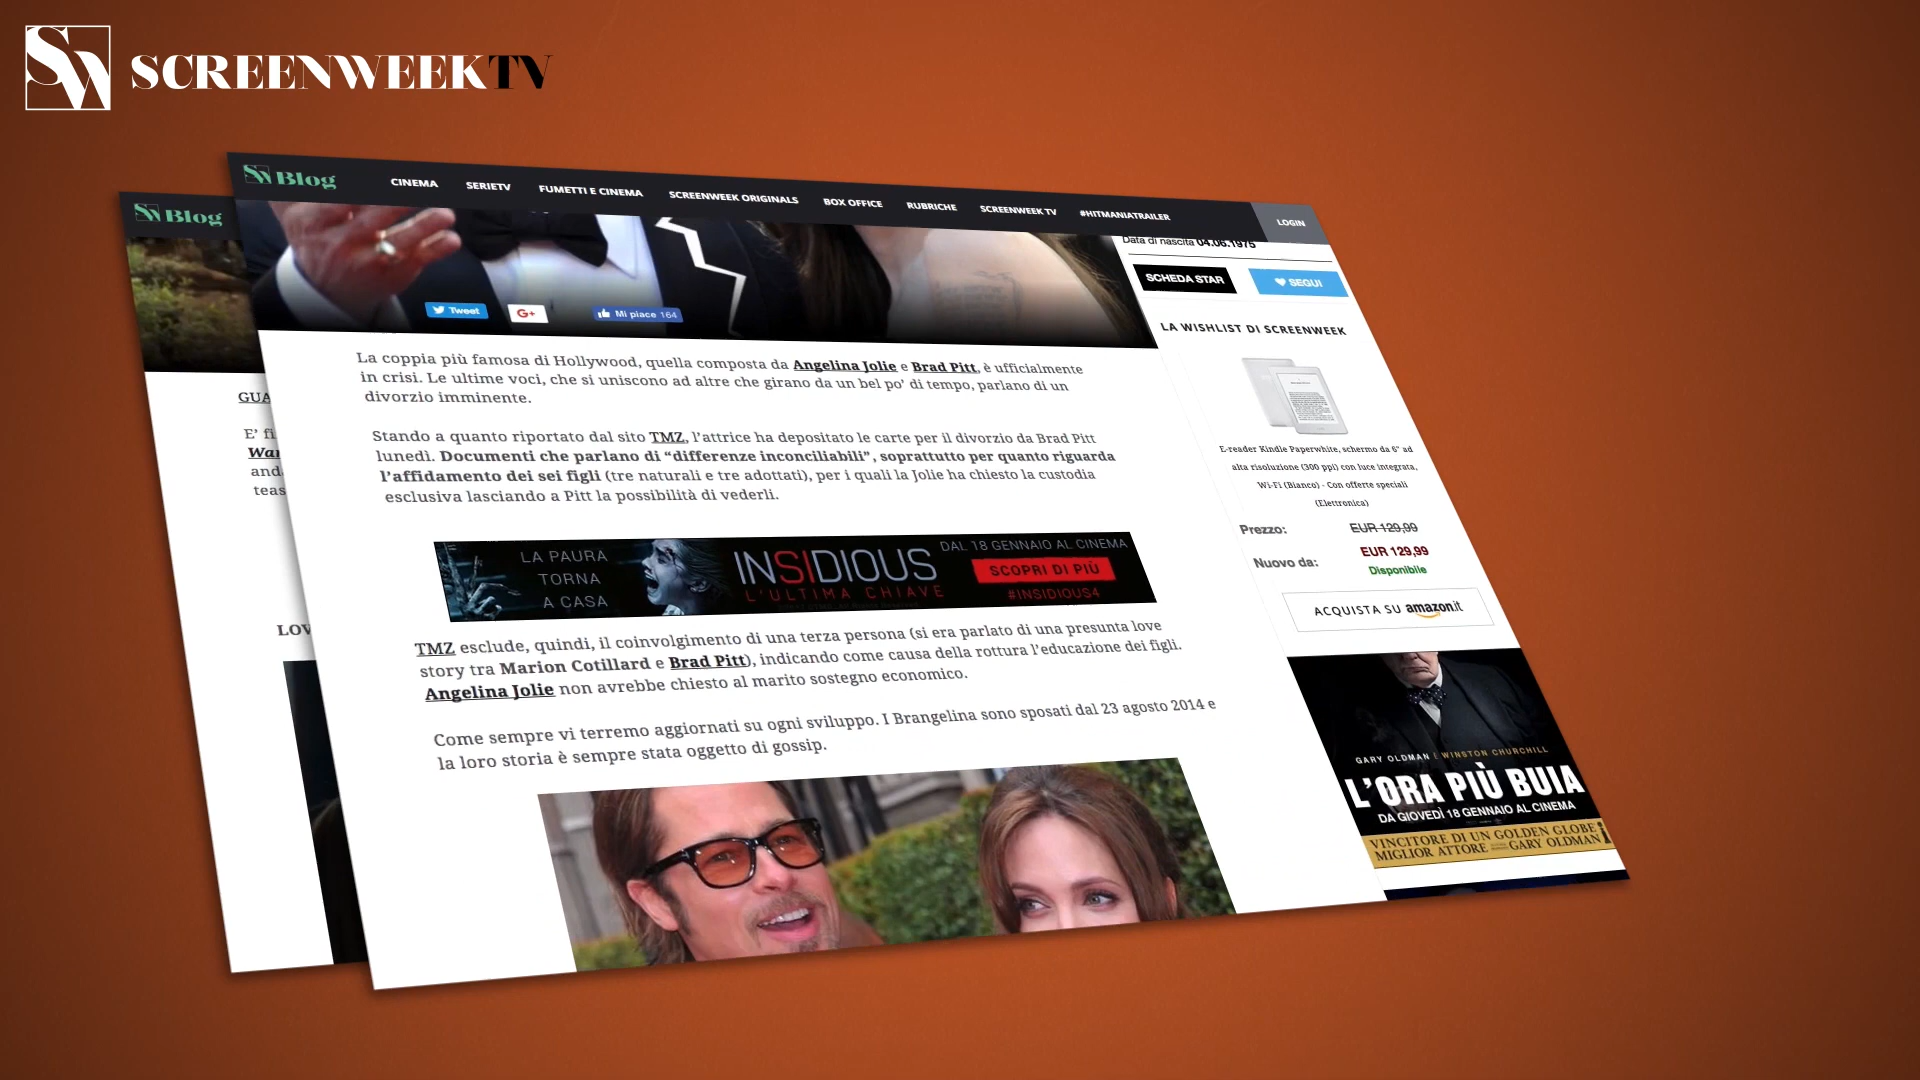 SW SCREENWEEKTV
SW Blog
SW Blog
CINEMA SERIETV FUMETTI E CINEMA SCREENWEEK ORIGINALS BOX OFFICE RUBRICHE SCREENWEEK TV #HITMANIATRAILER LOGIN
Tweet G+ Mi piace 164
La coppia più famosa di Hollywood, quella composta da Angelina Jolie e Brad Pitt, è ufficialmente
in crisi. Le ultime voci, che si uniscono ad altre che girano da un bel po' di tempo, parlano di un
divorzio imminente.
Stando a quanto riportato dal sito TMZ, l'attrice ha depositato le carte per il divorzio da Brad Pitt
lunedì. Documenti che parlano di “differenze inconciliabili”, soprattutto per quanto riguarda
l'affidamento dei sei figli (tre naturali e tre adottati), per i quali la Jolie ha chiesto la custodia
esclusiva lasciando a Pitt la possibilità di vederli.
LA PAURA
TORNA
A CASA
INSIDIOUS
L'ULTIMA CHIAVE
DAL 18 GENNAIO AL CINEMA
SCOPRI DI PIÙ
#INSIDIOUS4
TMZ esclude, quindi, il coinvolgimento di una terza persona (si era parlato di una presunta love
story tra Marion Cotillard e Brad Pitt), indicando come causa della rottura l'educazione dei figli.
Angelina Jolie non avrebbe chiesto al marito sostegno economico.
Come sempre vi terremo aggiornati su ogni sviluppo. I Brangelina sono sposati dal 23 agosto 2014 e
la loro storia è sempre stata oggetto di gossip.
Data di nascita 04.06.1975
SCHEDA STAR SEGUI
LA WISHLIST DI SCREENWEEK
E-reader Kindle Paperwhite, schermo da 6" ad
alta risoluzione (300 ppi) con luce integrata,
Wi-Fi (Bianco) - Con offerte speciali
(Elettronica)
Prezzo: EUR 129,99
Nuovo da: EUR 129,99
Disponibile
ACQUISTA SU amazon.it
GARY OLDMAN È WINSTON CHURCHILL
L'ORA PIÙ BUIA
DA GIOVEDÌ 18 GENNAIO AL CINEMA
VINCITORE DI UN GOLDEN GLOBE
MIGLIOR ATTORE GARY OLDMAN
GUA
E' fi
War
and
teas
LOV